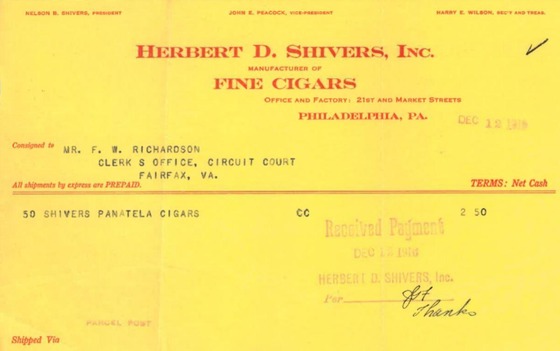 NELSON B. SHIVERS, PRESIDENT JOHN E. PEACOCK, VICE-PRESIDENT HARRY E. WILSON, SEC'Y AND TREAS.
HERBERT D. SHIVERS, INC.
MANUFACTURER OF
FINE CIGARS
OFFICE AND FACTORY: 21ST AND MARKET STREETS
PHILADELPHIA, PA.
DEC 12 1916
Consigned to MR. F. W. RICHARDSON
CLERK S OFFICE, CIRCUIT COURT
FAIRFAX, VA.
All shipments by express are PREPAID. TERMS: Net Cash
50 SHIVERS PANATELA CIGARS CC 2 50
Received Payment
DEC 1916
HERBERT D. SHIVERS, Inc.
Per
Thanks
PARCEL POST
Shipped Via